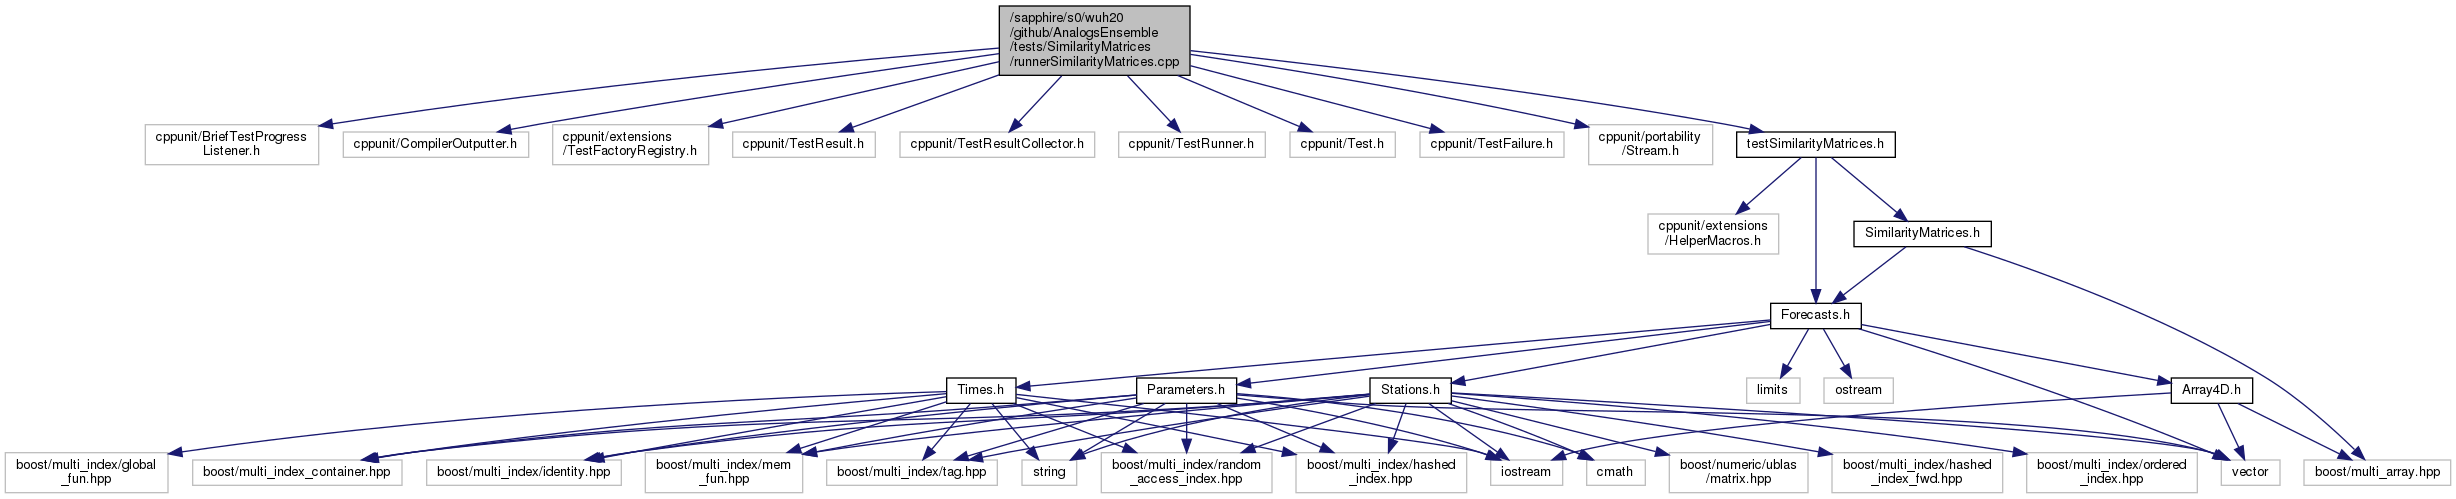 /sapphire/s0/wuh20
/github/AnalogsEnsemble
/tests/SimilarityMatrices
/runnerSimilarityMatrices.cpp
cppunit/BriefTestProgress
Listener.h
cppunit/CompilerOutputter.h
cppunit/extensions
/TestFactoryRegistry.h
cppunit/TestResult.h
cppunit/TestResultCollector.h
cppunit/TestRunner.h
cppunit/Test.h
cppunit/TestFailure.h
cppunit/portability
/Stream.h
testSimilarityMatrices.h
cppunit/extensions
/HelperMacros.h
SimilarityMatrices.h
Forecasts.h
Times.h
Parameters.h
Stations.h
limits
ostream
Array4D.h
boost/multi_index/global
_fun.hpp
boost/multi_index_container.hpp
boost/multi_index/identity.hpp
boost/multi_index/mem
_fun.hpp
boost/multi_index/tag.hpp
string
boost/multi_index/random
_access_index.hpp
boost/multi_index/hashed
_index.hpp
iostream
cmath
boost/numeric/ublas
/matrix.hpp
boost/multi_index/hashed
_index_fwd.hpp
boost/multi_index/ordered
_index.hpp
vector
boost/multi_array.hpp